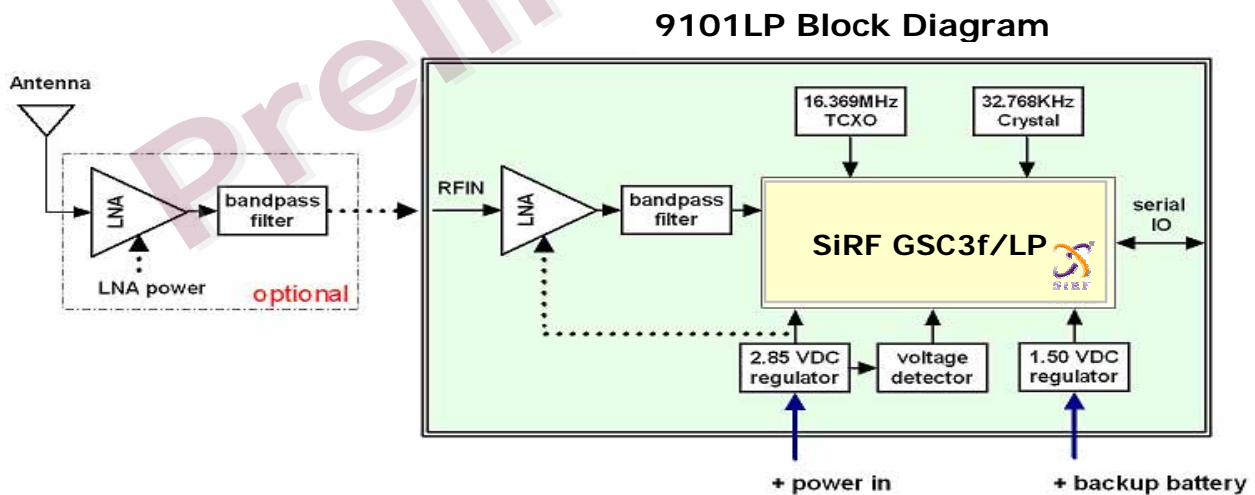 9101LP Block Diagram
Antenna
LNA
LNA power
bandpass
filter
optional
RFIN
LNA
bandpass
filter
16.369MHz
TCXO
32.768KHz
Crystal
SiRF GSC3f/LP
SiRF
serial
IO
2.85 VDC
regulator
voltage
detector
1.50 VDC
regulator
+ power in
+ backup battery